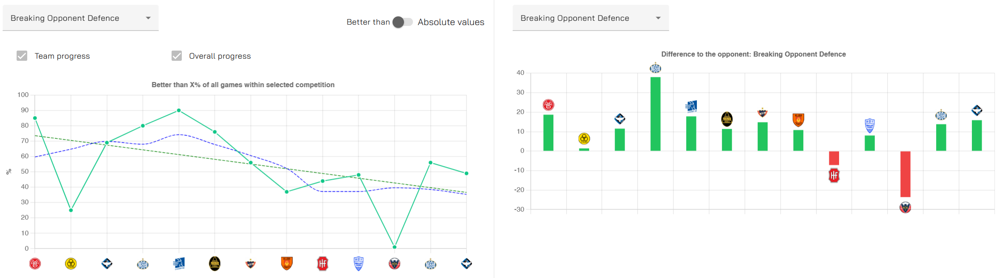 Breaking Opponent Defence
Better than
Absolute values
Team progress
Overall progress
Better than X% of all games within selected competition
100
90
80
70
60
50
40
30
20
10
0
%
Breaking Opponent Defence
Difference to the opponent: Breaking Opponent Defence
40
30
20
10
0
-10
-20
-30